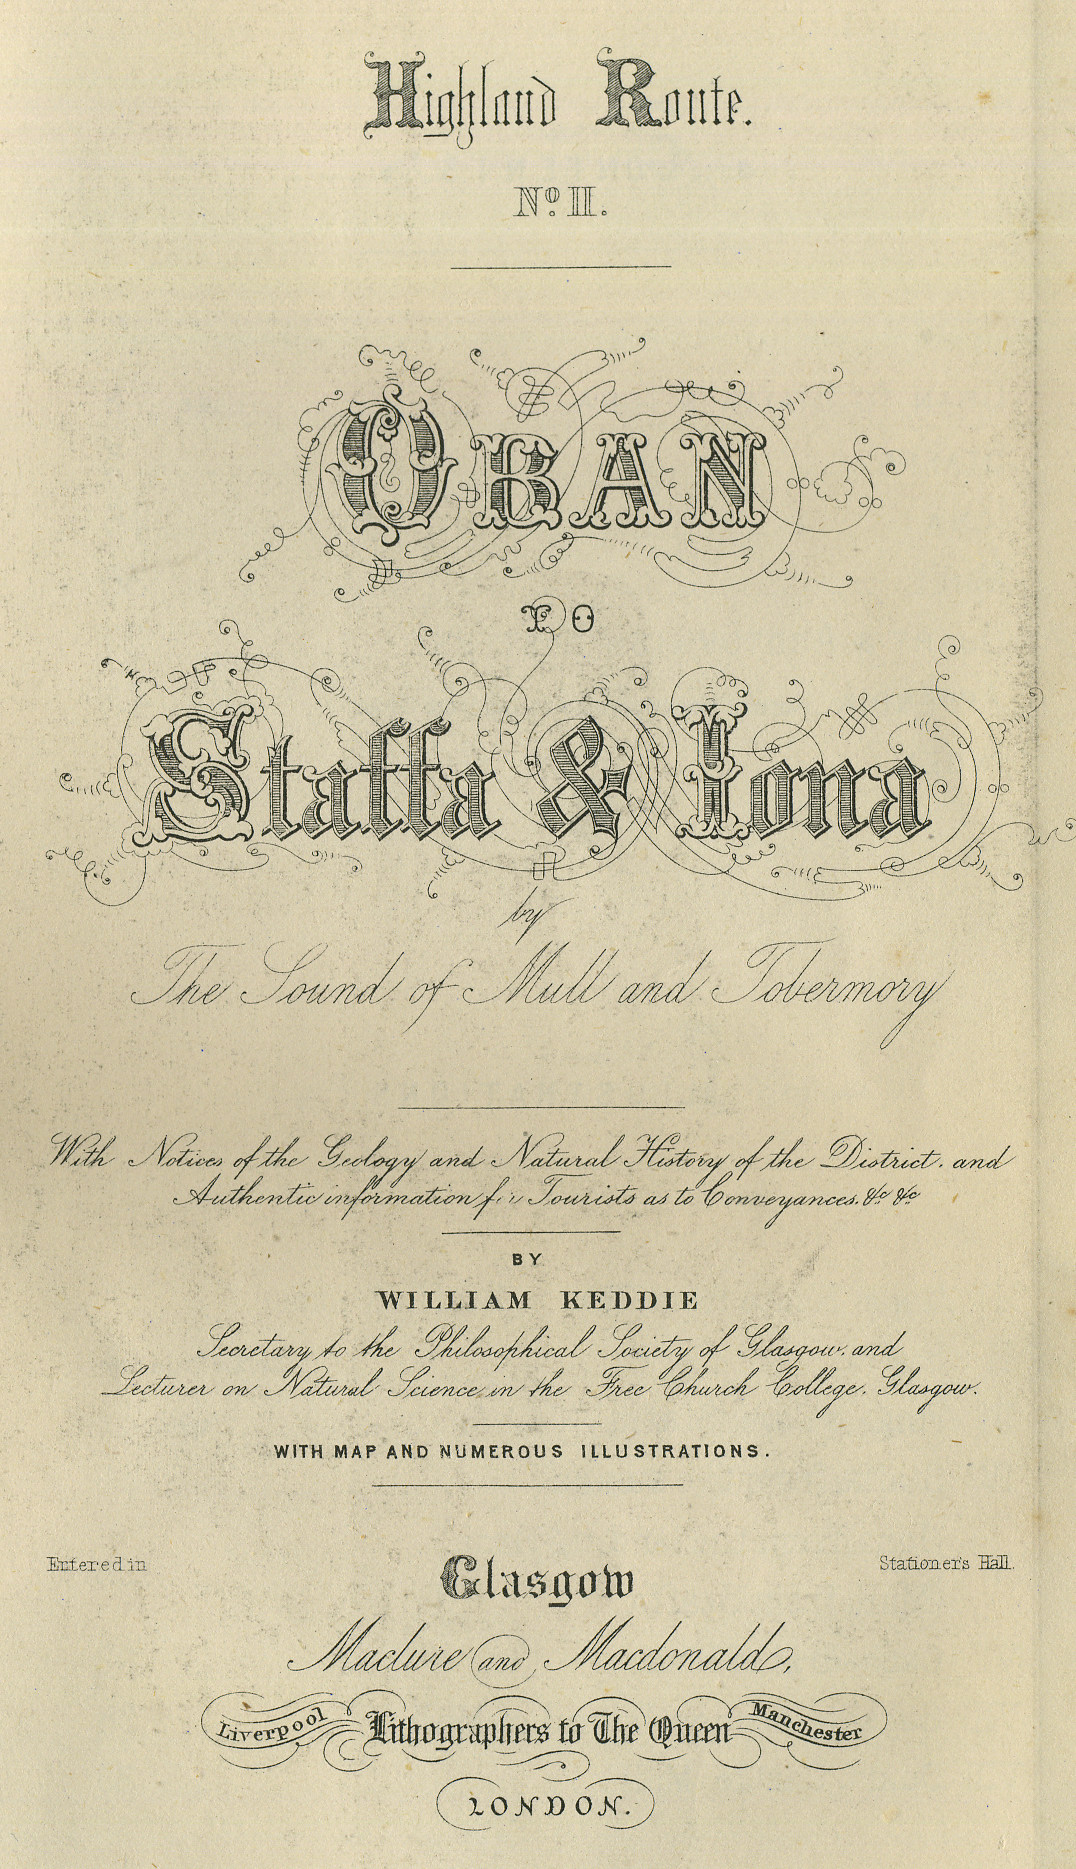 Highland Route.
No. II.
OBAN
TO
Staffa & Iona
by
The Sound of Mull and Tobermory
With Notices of the Geology and Natural History of the District. and
Authentic information for Tourists as to Conveyances. &c &c
BY
WILLIAM KEDDIE
Secretary to the Philosophical Society of Glasgow. and
Lecturer on Natural Science in the Free Church College. Glasgow.
WITH MAP AND NUMEROUS ILLUSTRATIONS.
Entered in Stationers Hall.
Glasgow
Maclure and Macdonald,
Liverpool Lithographers to The Queen Manchester
LONDON.